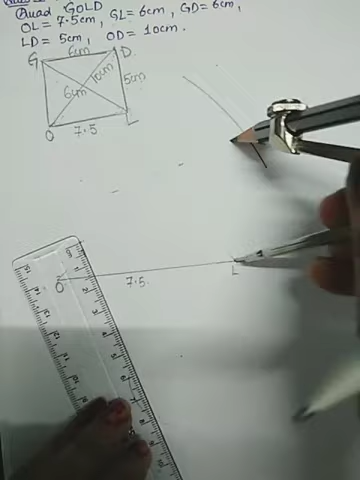 Quad GOLD
OL = 7.5cm, GL = 6cm, GD = 6cm,
LD = 5cm, OD = 10cm.
6cm
G D
10cm
6cm 5cm
O 7.5 L
O 7.5. L